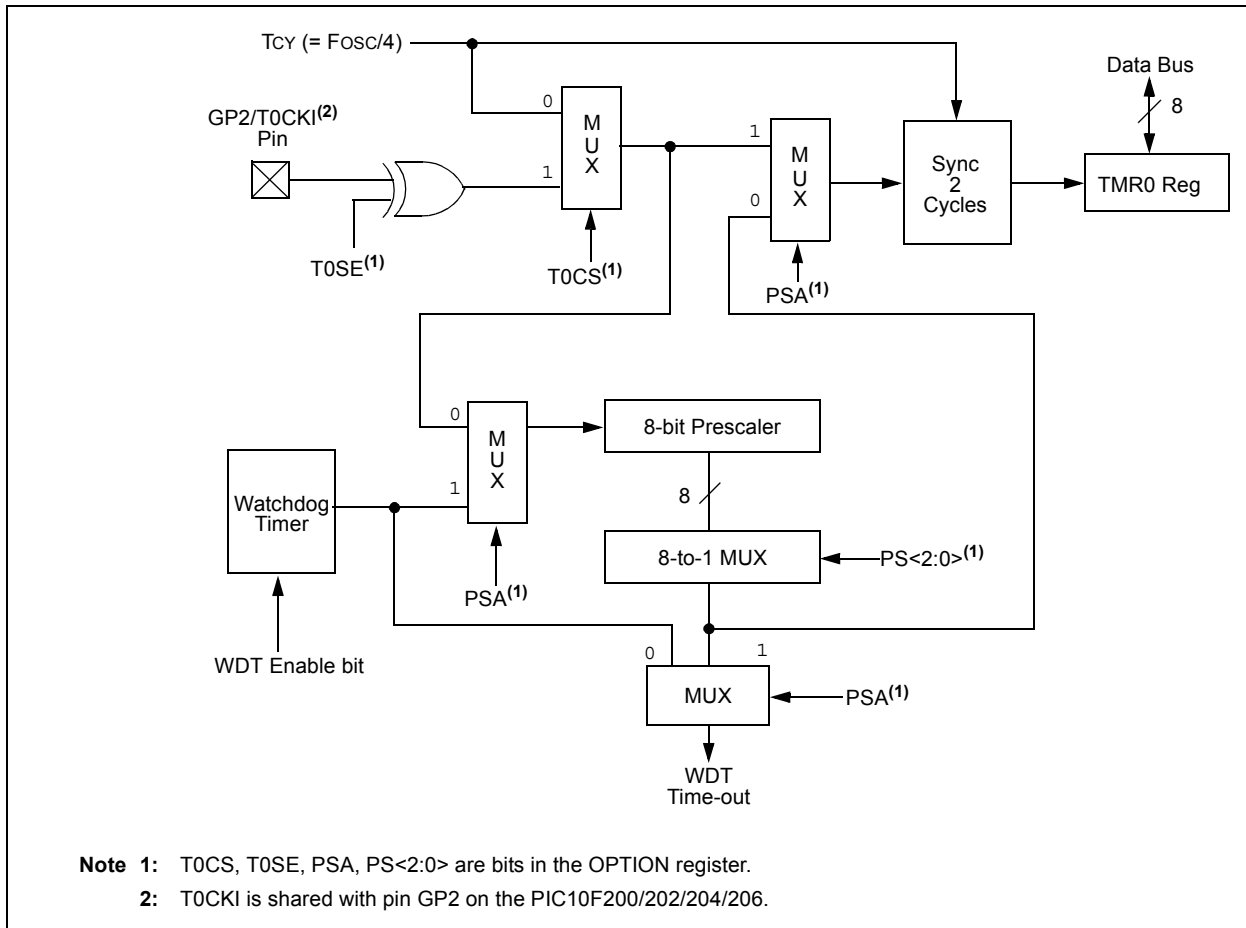 TCY (= FOSC/4)
Data Bus
8
GP2/T0CKI(2)
Pin
0
1
M
U
X
T0SE(1)
T0CS(1)
1
0
M
U
X
PSA(1)
Sync
2
Cycles
TMR0 Reg
0
1
M
U
X
PSA(1)
8-bit Prescaler
8
Watchdog
Timer
8-to-1 MUX
PS<2:0>(1)
WDT Enable bit
0
1
MUX
PSA(1)
WDT
Time-out
Note 1: T0CS, T0SE, PSA, PS<2:0> are bits in the OPTION register.
2: T0CKI is shared with pin GP2 on the PIC10F200/202/204/206.